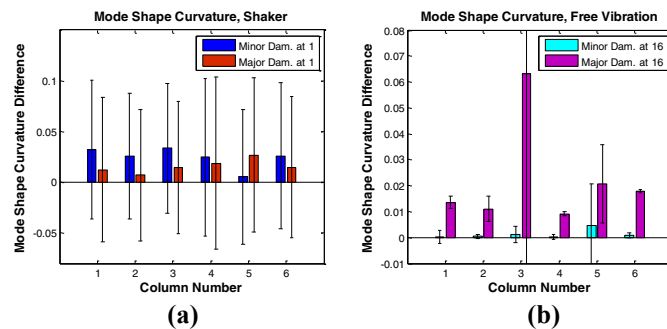 Mode Shape Curvature, Shaker
Minor Dam. at 1
Major Dam. at 1
Mode Shape Curvature Difference
0.1
0.05
0
-0.05
1 2 3 4 5 6
Column Number
(a)
Mode Shape Curvature, Free Vibration
Minor Dam. at 16
Major Dam. at 16
Mode Shape Curvature Difference
0.08
0.07
0.06
0.05
0.04
0.03
0.02
0.01
0
-0.01
1 2 3 4 5 6
Column Number
(b)